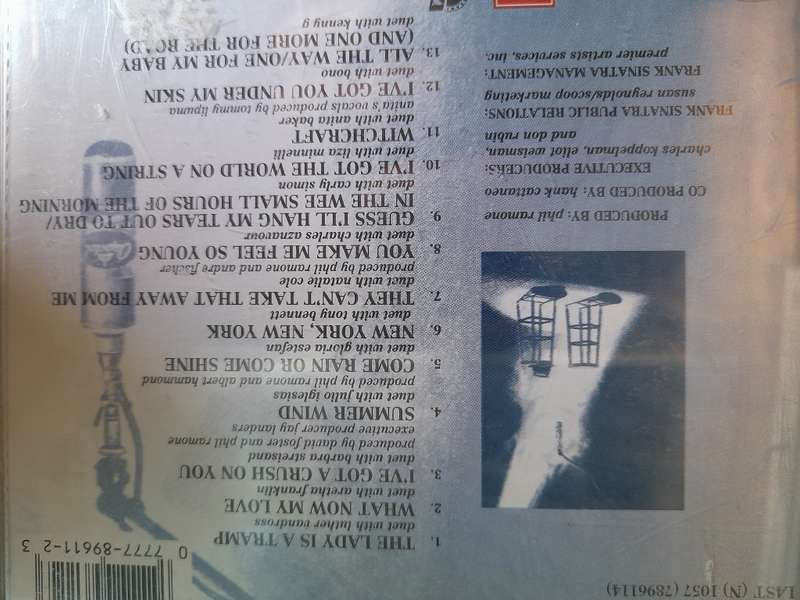 (N) 1057 (7896114)
0 7777-89611-2 3
1. THE LADY IS A TRAMP
duet with luther vandross
2. WHAT NOW MY LOVE
duet with aretha franklin
3. I'VE GOT A CRUSH ON YOU
duet with barbra streisand
produced by david foster and phil ramone
executive producer jay landers
4. SUMMER WIND
duet with julio iglesias
produced by phil ramone and albert hammond
5. COME RAIN OR COME SHINE
duet with gloria estefan
6. NEW YORK, NEW YORK
duet with tony bennett
7. THEY CAN'T TAKE THAT AWAY FROM ME
duet with natalie cole
produced by phil ramone and andre fischer
8. YOU MAKE ME FEEL SO YOUNG
duet with charles aznavour
9. GUESS I'LL HANG MY TEARS OUT TO DRY/
IN THE WEE SMALL HOURS OF THE MORNING
duet with carly simon
10. I'VE GOT THE WORLD ON A STRING
duet with liza minnelli
11. WITCHCRAFT
duet with anita baker
anita's vocals produced by tommy lipuma
12. I'VE GOT YOU UNDER MY SKIN
duet with bono
13. ALL THE WAY/ONE FOR MY BABY
(AND ONE MORE FOR THE ROAD)
duet with kenny g
PRODUCED BY: phil ramone
CO PRODUCED BY: hank cattaneo
EXECUTIVE PRODUCERS:
charles koppelman, eliot weisman,
and don rubin
FRANK SINATRA PUBLIC RELATIONS:
susan reynolds/scoop marketing
FRANK SINATRA MANAGEMENT:
premier artists services, inc.